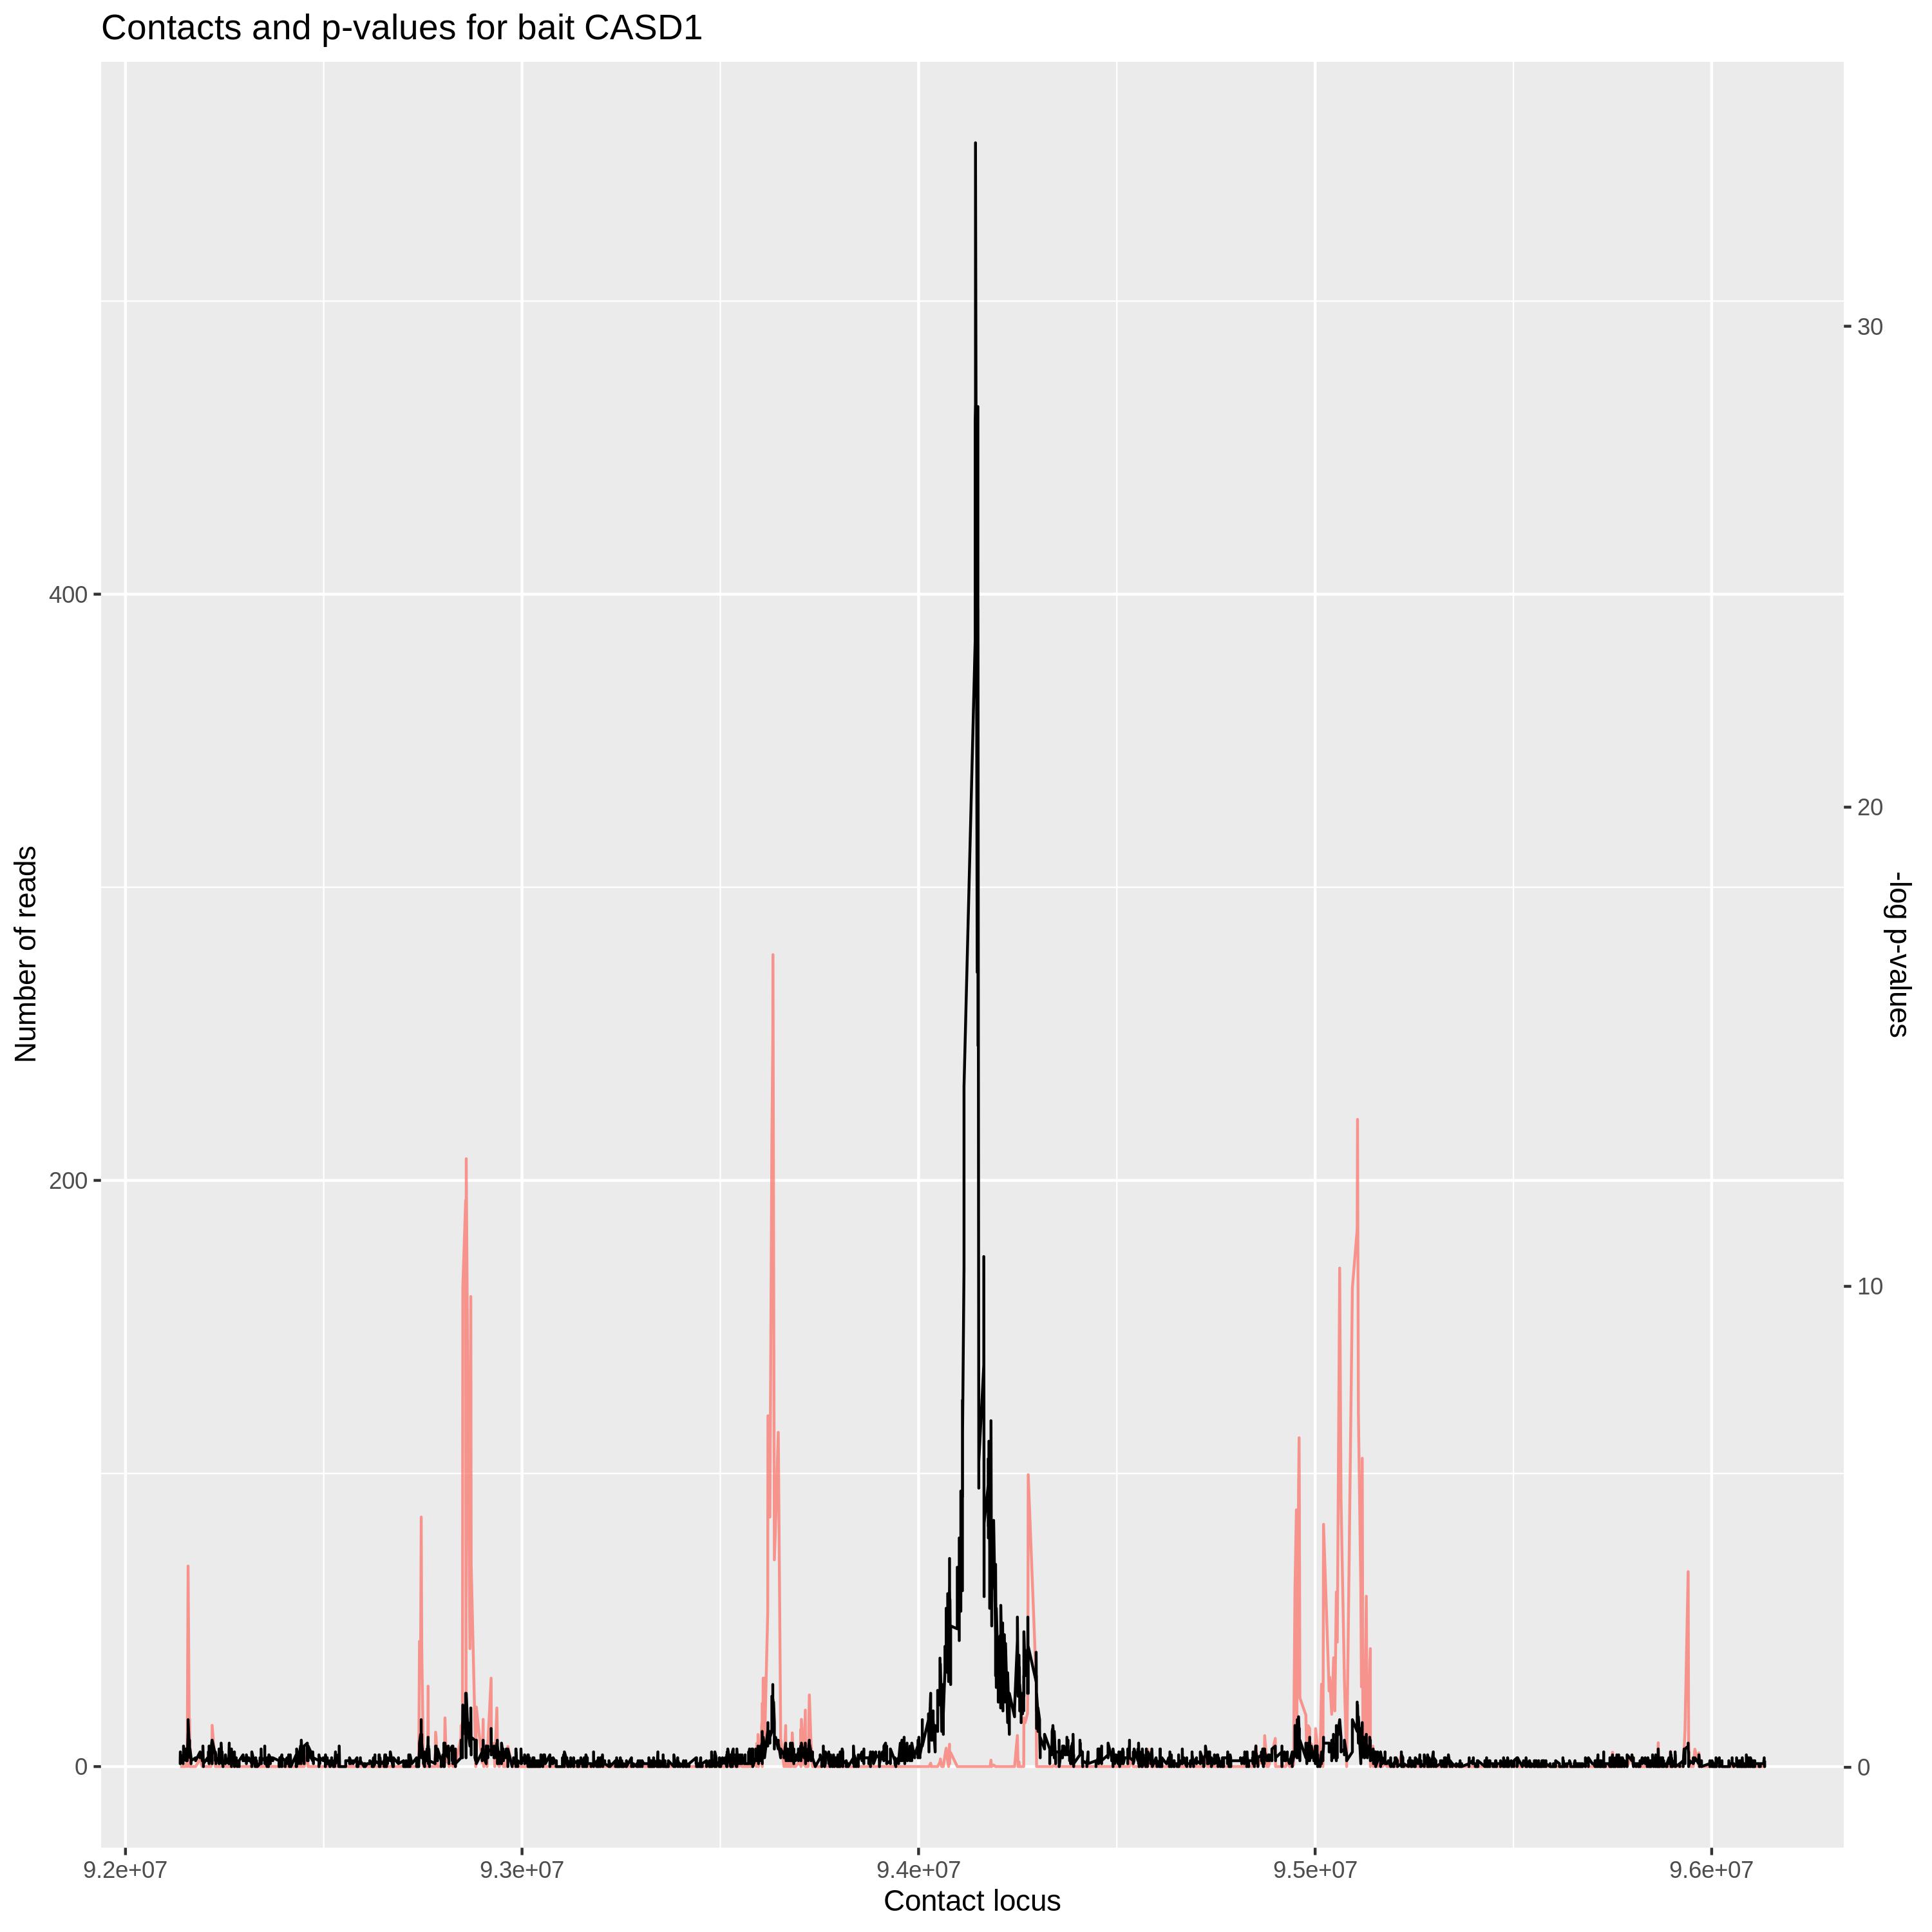 Contacts and p-values for bait CASD1
Number of reads
400
200
0
30
20
10
0
-log p-values
9.2e+07
9.3e+07
9.4e+07
9.5e+07
9.6e+07
Contact locus